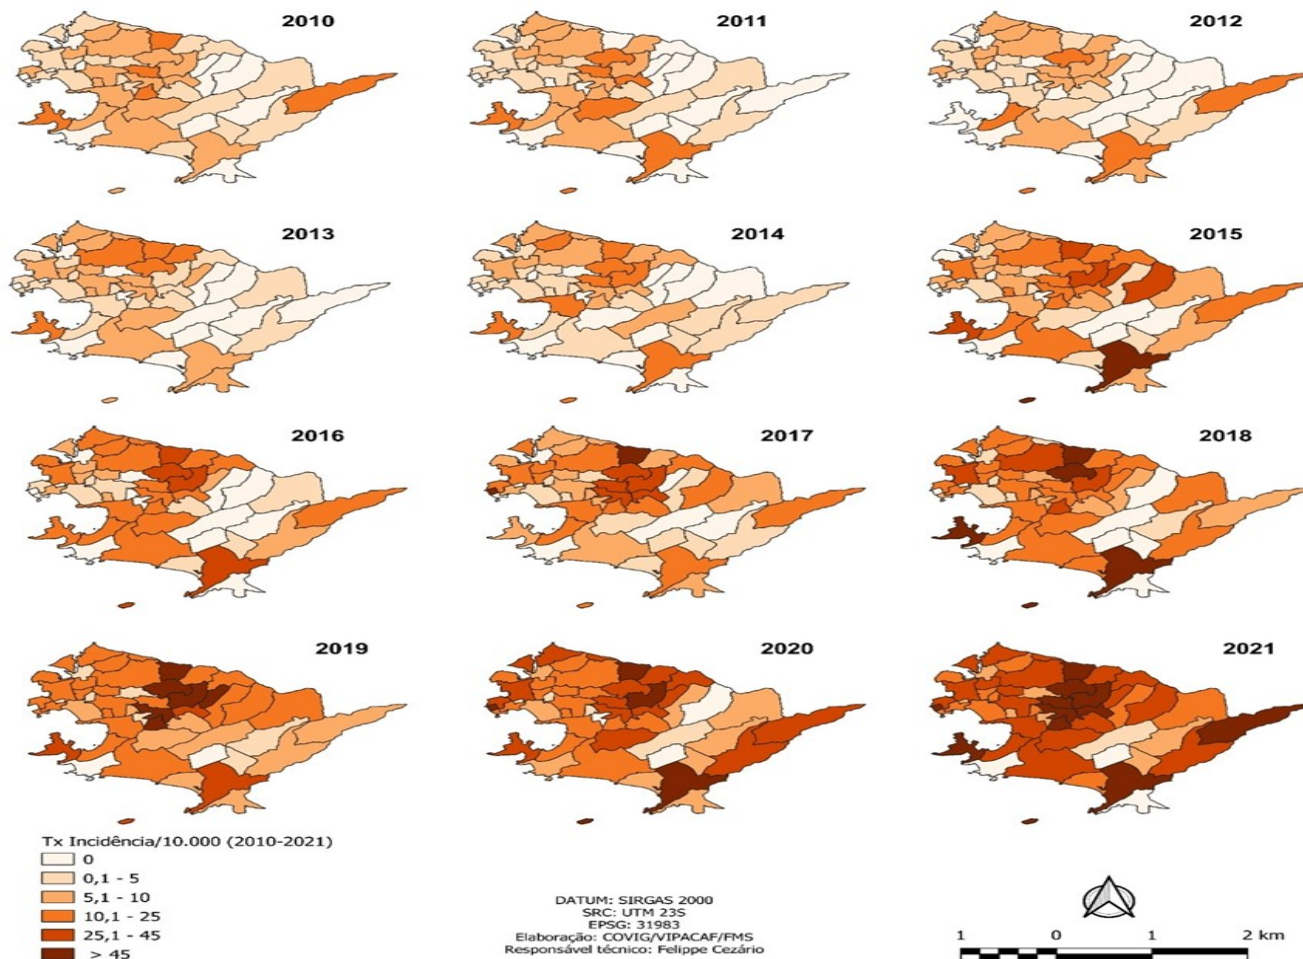 2010
2011
2012
2013
2014
2015
2016
2017
2018
2019
2020
2021
Tx Incidência/10.000 (2010-2021)
0
0,1 - 5
5,1 - 10
10,1 - 25
25,1 - 45
> 45
DATUM: SIRGAS 2000
SRC: UTM 23S
EPSG: 31983
Elaboração: COVIG/VIPACAF/FMS
Responsável técnico: Felippe Cezário
1 0 1 2 km